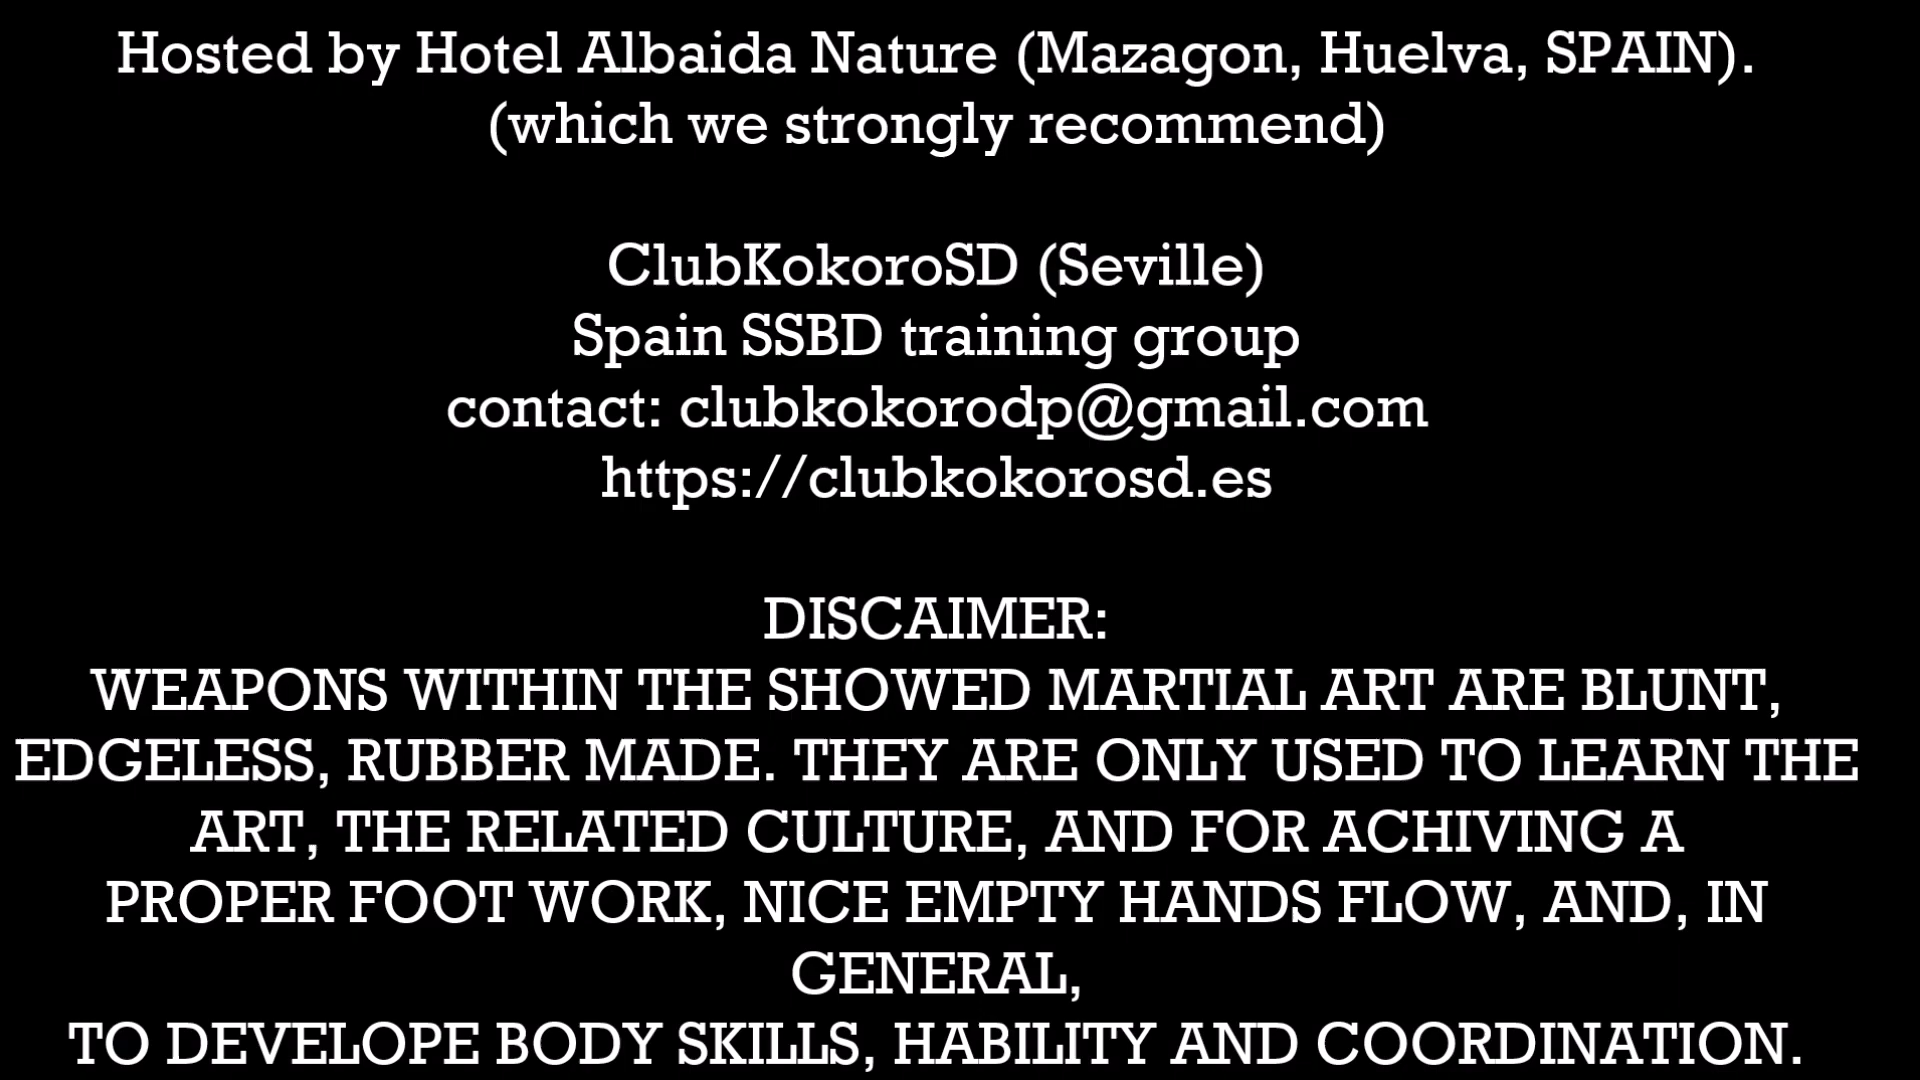 Hosted by Hotel Albaida Nature (Mazagon, Huelva, SPAIN).
(which we strongly recommend)
ClubKokoroSD (Seville)
Spain SSBD training group
contact: clubkokorodp@gmail.com
https://clubkokorosd.es
DISCAIMER:
WEAPONS WITHIN THE SHOWED MARTIAL ART ARE BLUNT,
EDGELESS, RUBBER MADE. THEY ARE ONLY USED TO LEARN THE
ART, THE RELATED CULTURE, AND FOR ACHIVING A
PROPER FOOT WORK, NICE EMPTY HANDS FLOW, AND, IN
GENERAL,
TO DEVELOPE BODY SKILLS, HABILITY AND COORDINATION.